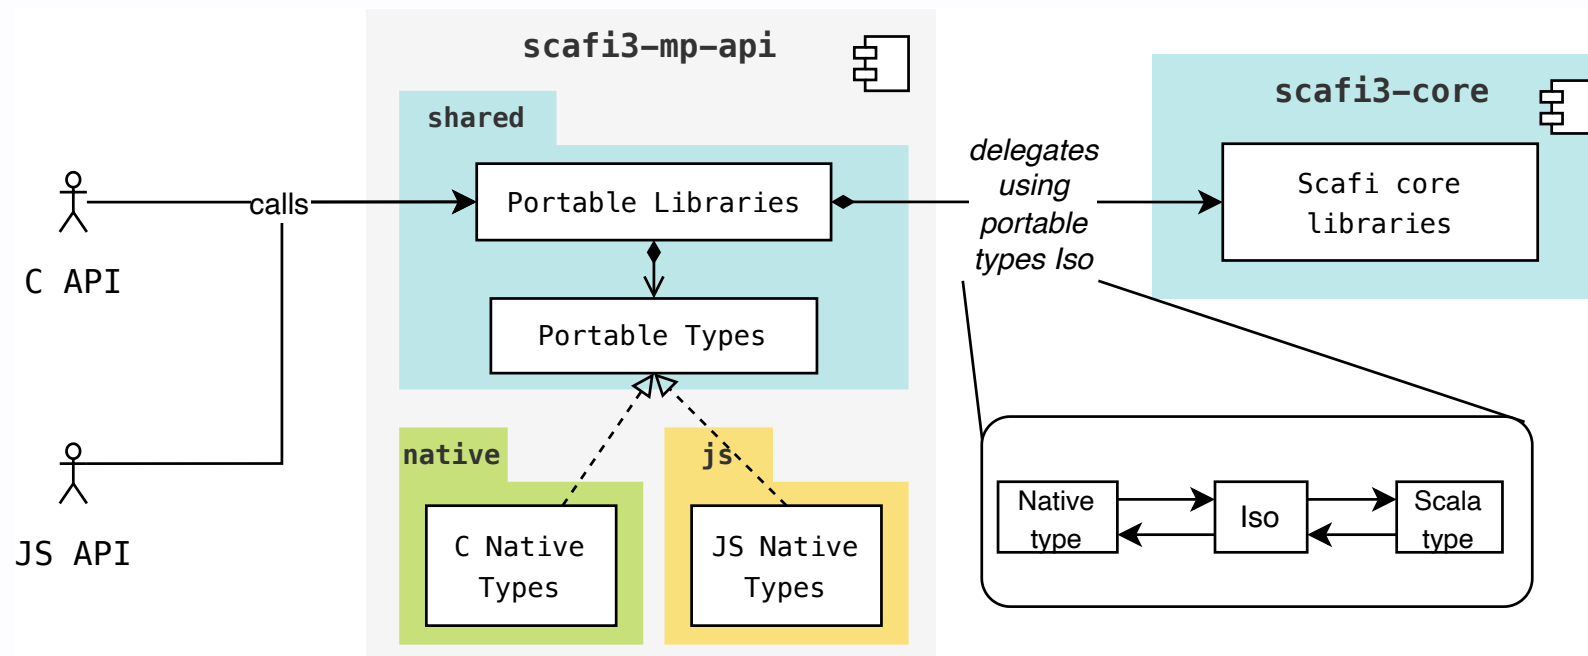 scafi3-mp-api
shared
Portable Libraries
Portable Types
native
js
C Native
Types
JS Native
Types
calls
C API
JS API
delegates
using
portable
types Iso
scafi3-core
Scafi core
libraries
Native
type
Iso
Scala
type